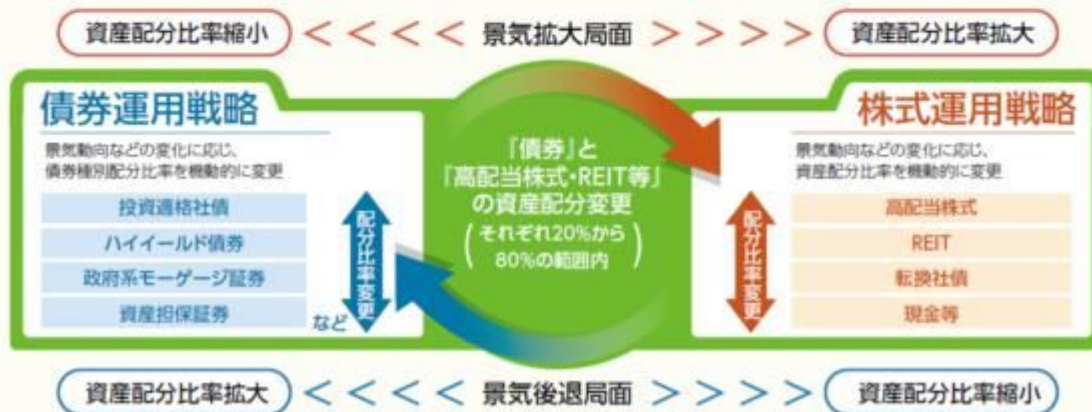 資産配分比率縮小 < < < < < 景気拡大局面 > > > > > 資産配分比率拡大
債券運用戦略
景気動向などの変化に応じ、
債券種別配分比率を機動的に変更
投資適格社債
ハイイールド債券
政府系モーゲージ証券
資産担保証券
など
配分比率変更
『債券』と
『高配当株式・REIT等』
の資産配分変更
(それぞれ20%から
80%の範囲内)
株式運用戦略
景気動向などの変化に応じ、
資産配分比率を機動的に変更
配分比率変更
高配当株式
REIT
転換社債
現金等
資産配分比率拡大 < < < < < 景気後退局面 > > > > > 資産配分比率縮小